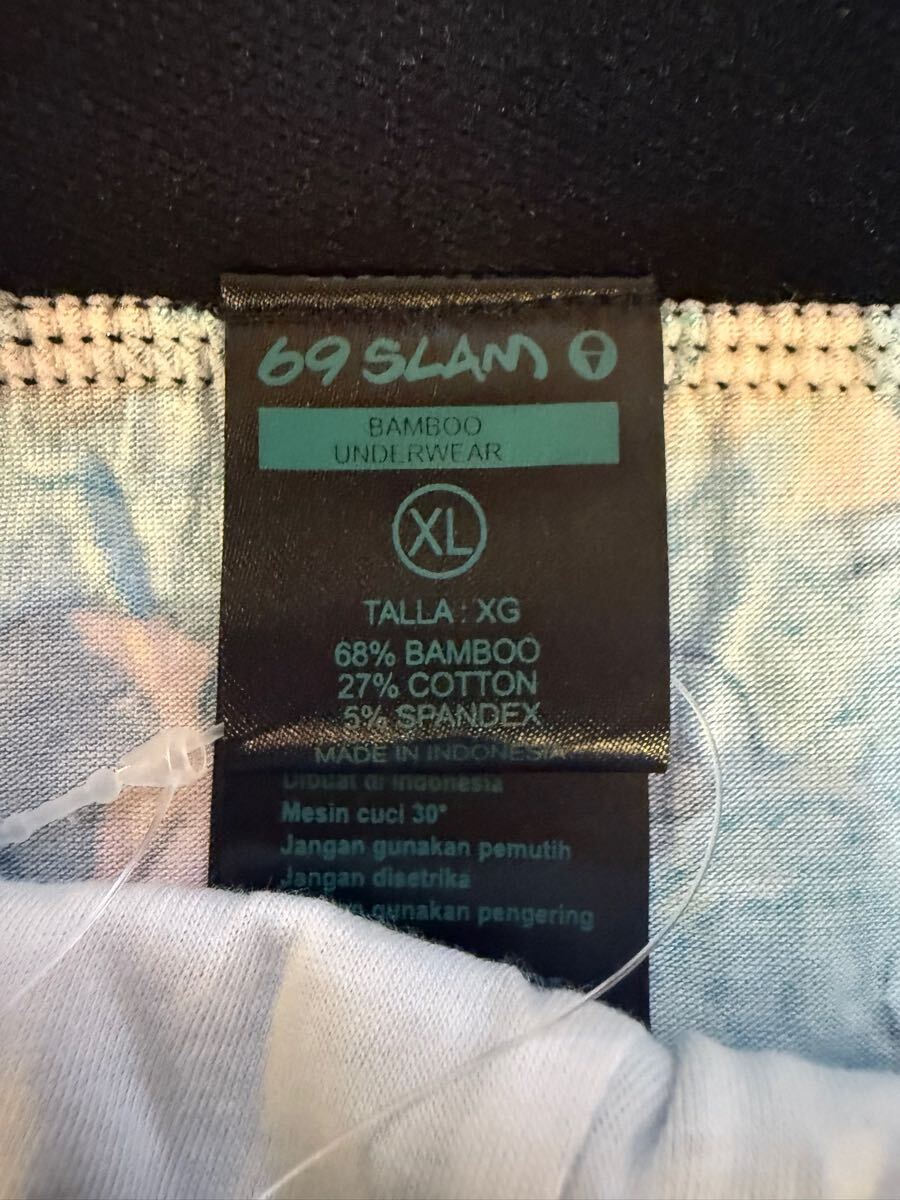 69 SLAM
BAMBOO
UNDERWEAR
XL
TALLA : XG
68% BAMBOO
27% COTTON
5% SPANDEX
MADE IN INDONESIA
Dibuat di Indonesia
Mesin cuci 30°
Jangan gunakan pemutih
Jangan disetrika
gunakan pengering